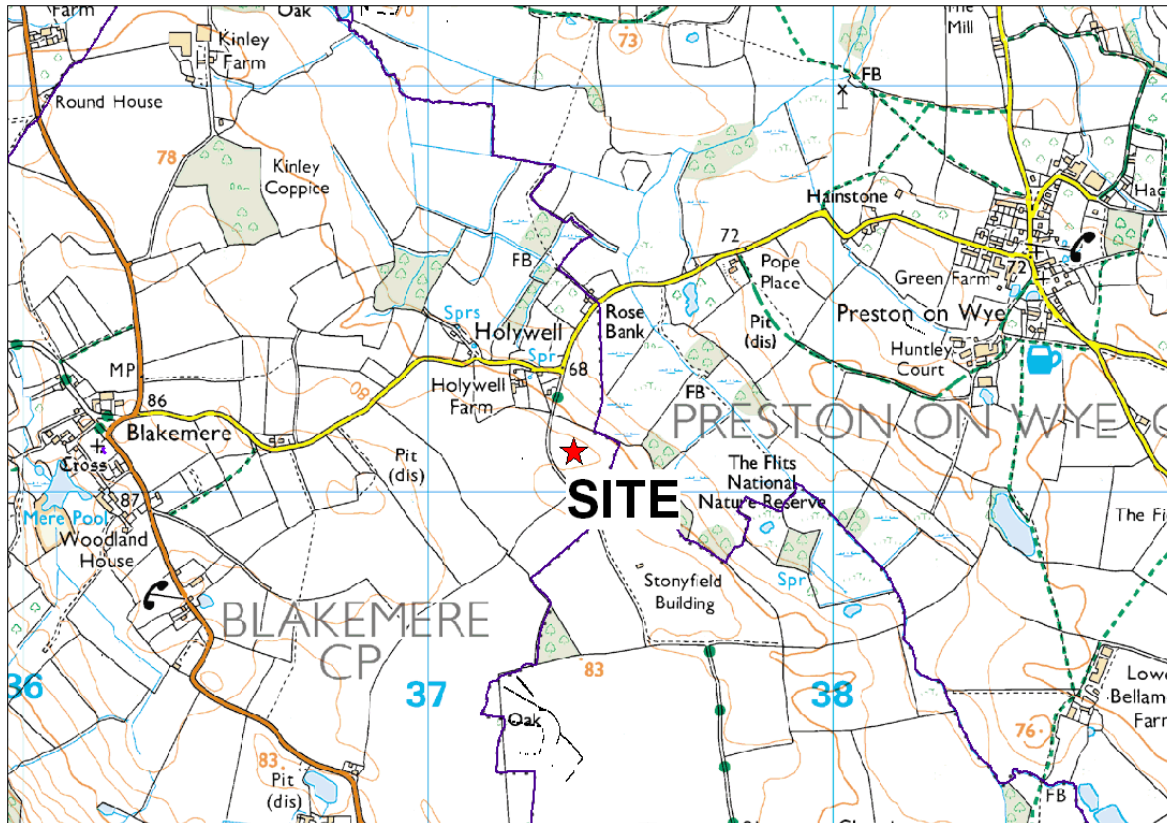 Farm
Oak
70
73
The
Mill
Kinley
Farm
FB
Round House
78
Kinley
Coppice
Hainstone
Hac
72
Pope
Place
72
FB
Green Farm
Sprs
Holywell
Rose
Bank
Pit
(dis)
Preston on Wye
Spr
MP
80
Holywell
Farm
68
Huntley
Court
86
Blakemere
FB
PRESTON ON WYE C
Cross
Pit
(dis)
The Flits
National
Nature Reserve
87
SITE
Mere Pool
Woodland
House
The Fi
Stonyfield
Building
Spr
BLAKEMERE
CP
83
Lowe
Bellam
Farm
36
37
38
Oak
76
83
Pit
(dis)
FB